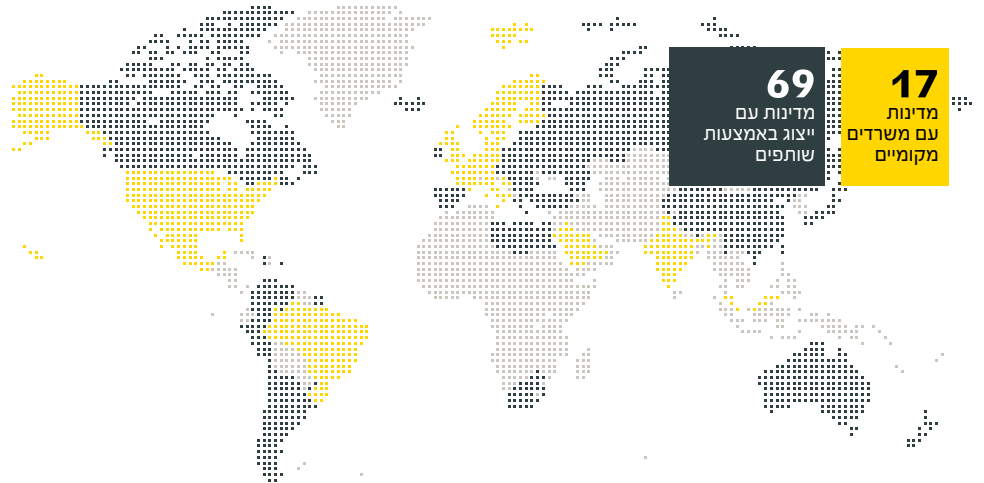 17
מדינות
עם משרדים
מקומיים
69
מדינות עם
ייצוג באמצעות
שותפים